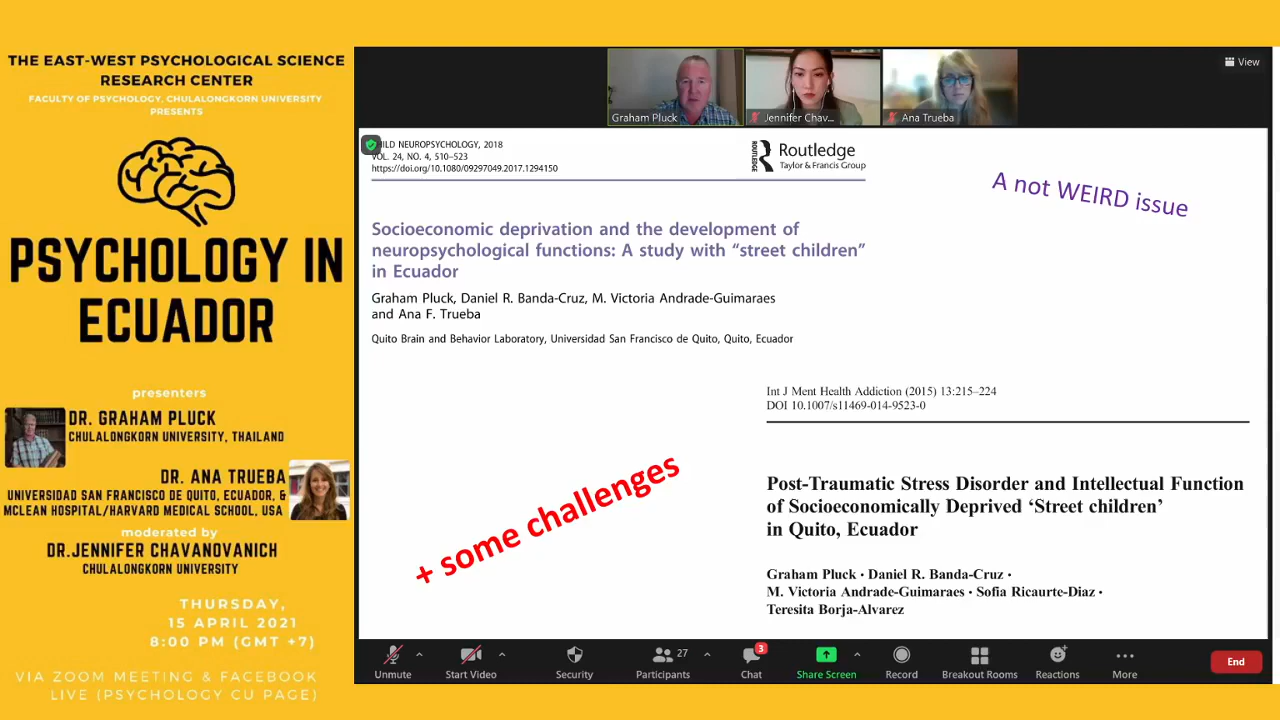 THE EAST-WEST PSYCHOLOGICAL SCIENCE
RESEARCH CENTER
FACULTY OF PSYCHOLOGY, CHULALONGKORN UNIVERSITY
PRESENTS
PSYCHOLOGY IN
ECUADOR
presenters
DR. GRAHAM PLUCK
CHULALONGKORN UNIVERSITY, THAILAND
DR. ANA TRUEBA
UNIVERSIDAD SAN FRANCISCO DE QUITO, ECUADOR, &
MCLEAN HOSPITAL/HARVARD MEDICAL SCHOOL, USA
moderated by
DR.JENNIFER CHAVANOVANICH
CHULALONGKORN UNIVERSITY
THURSDAY,
15 APRIL 2021
8:00 PM (GMT +7)
VIA ZOOM MEETING & FACEBOOK
LIVE (PSYCHOLOGY CU PAGE)
Graham Pluck
Jennifer Chav...
Ana Trueba
View
HILD NEUROPSYCHOLOGY, 2018
VOL. 24, NO. 4, 510–523
https://doi.org/10.1080/09297049.2017.1294150
ROUTLEDGE
Routledge
Taylor & Francis Group
A not WEIRD issue
Socioeconomic deprivation and the development of
neuropsychological functions: A study with “street children”
in Ecuador
Graham Pluck, Daniel R. Banda-Cruz, M. Victoria Andrade-Guimaraes
and Ana F. Trueba
Quito Brain and Behavior Laboratory, Universidad San Francisco de Quito, Quito, Ecuador
Int J Ment Health Addiction (2015) 13:215–224
DOI 10.1007/s11469-014-9523-0
+ some challenges
Post-Traumatic Stress Disorder and Intellectual Function
of Socioeconomically Deprived ‘Street children’
in Quito, Ecuador
Graham Pluck · Daniel R. Banda-Cruz ·
M. Victoria Andrade-Guimaraes · Sofia Ricaurte-Diaz ·
Teresita Borja-Alvarez
Unmute
Start Video
Security
27
Participants
3
Chat
Share Screen
Record
Breakout Rooms
Reactions
More
End